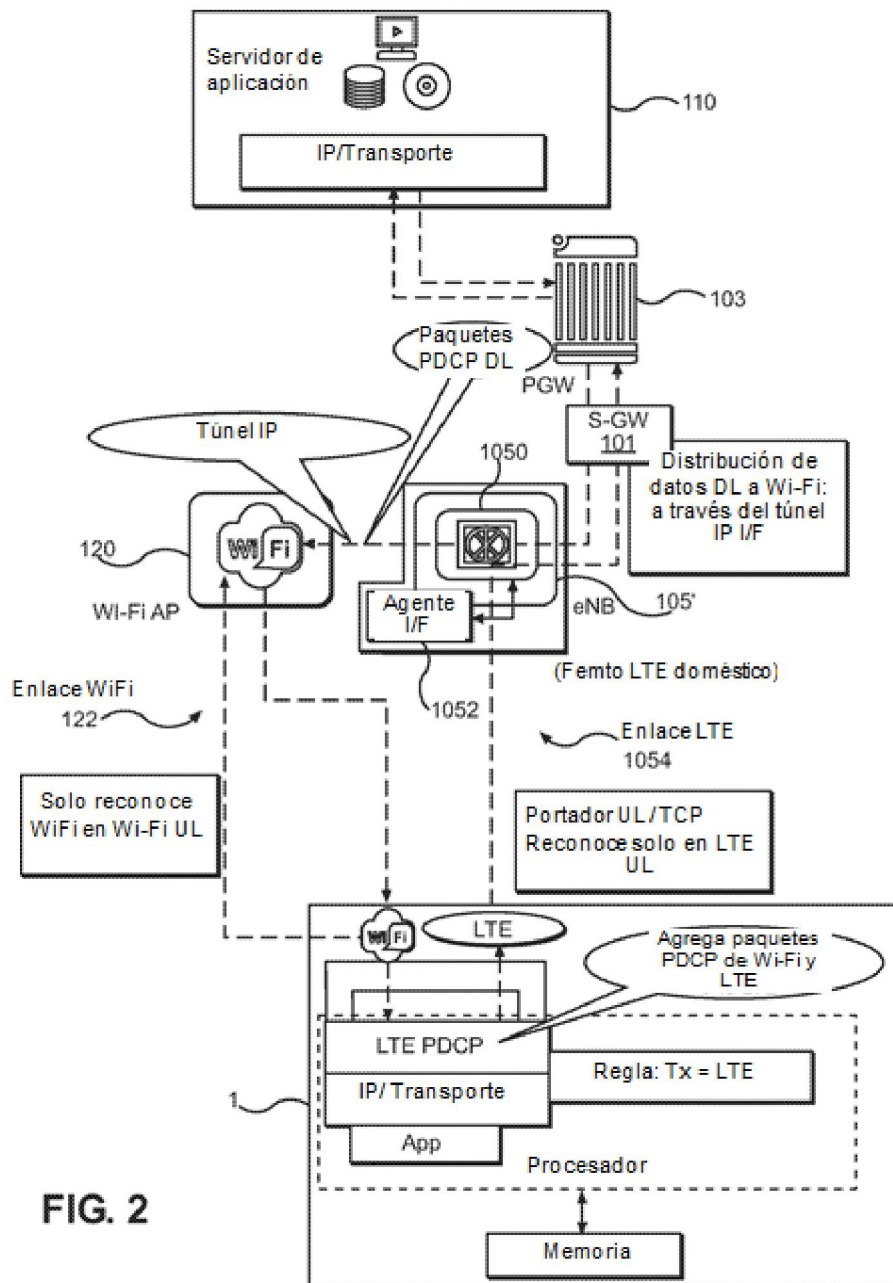 Servidor de
aplicación
110
IP/Transporte
103
Paquetes
PDCP DL
PGW
Túnel IP
S-GW
101
1050
Distribución de
datos DL a Wi-Fi:
a través del túnel
IP I/F
120
Wi Fi
WI-Fi AP
Agente
I/F
eNB
105'
(Femto LTE doméstico)
Enlace WiFi
122
1052
Enlace LTE
1054
Solo reconoce
WiFi en Wi-Fi UL
Portador UL / TCP
Reconoce solo en LTE
UL
Wi Fi
LTE
Agrega paquetes
PDCP de Wi-Fi y
LTE
LTE PDCP
Regla: Tx = LTE
1
IP/ Transporte
App
Procesador
FIG. 2
Memoria